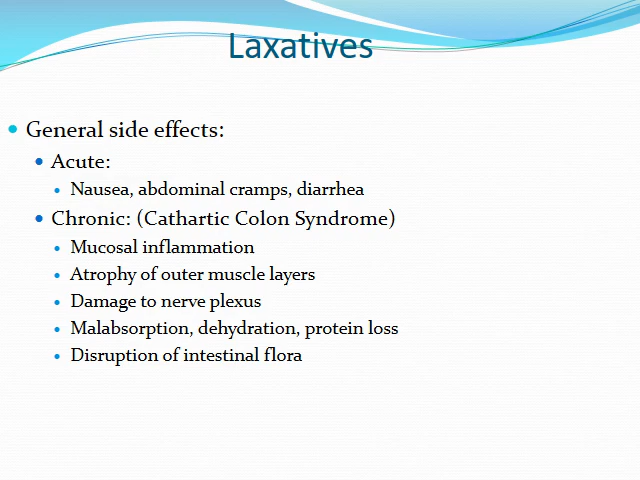 Laxatives
General side effects:
Acute:
Nausea, abdominal cramps, diarrhea
Chronic: (Cathartic Colon Syndrome)
Mucosal inflammation
Atrophy of outer muscle layers
Damage to nerve plexus
Malabsorption, dehydration, protein loss
Disruption of intestinal flora